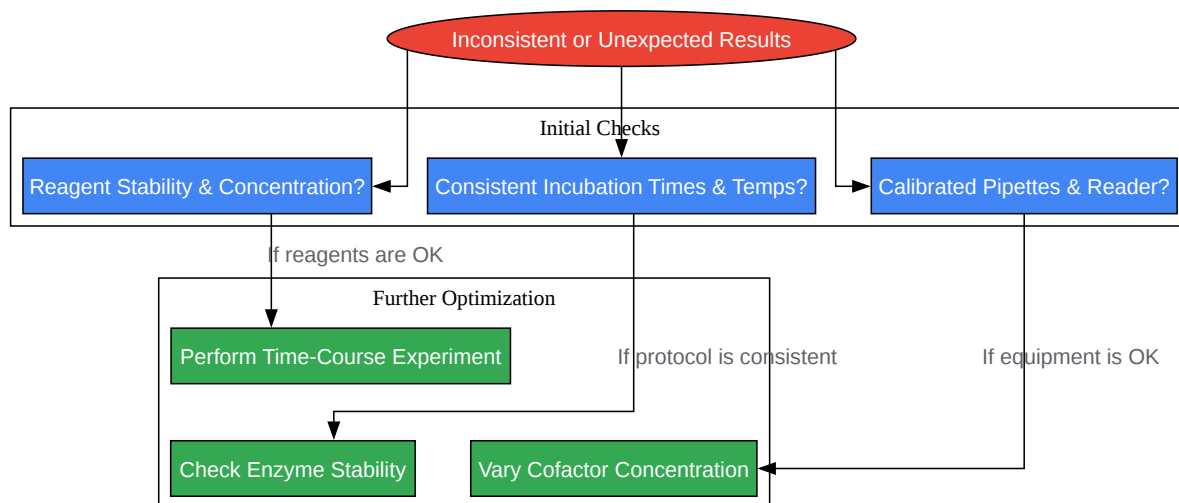 Inconsistent or Unexpected Results
Initial Checks
Reagent Stability & Concentration?
Consistent Incubation Times & Temps?
Calibrated Pipettes & Reader?
If reagents are OK
Further Optimization
Perform Time-Course Experiment
If protocol is consistent
If equipment is OK
Check Enzyme Stability
Vary Cofactor Concentration